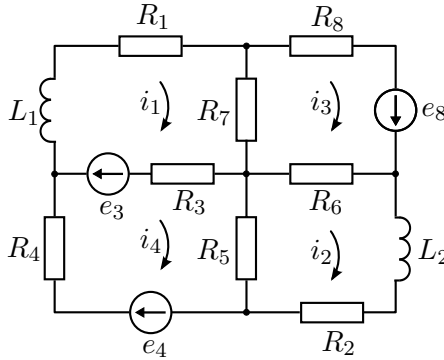 R₁ R₈
L₁ i₁ R₇ i₃ e₈
e₃ R₃ R₆
R₄ i₄ R₅ i₂ L₂
e₄ R₂